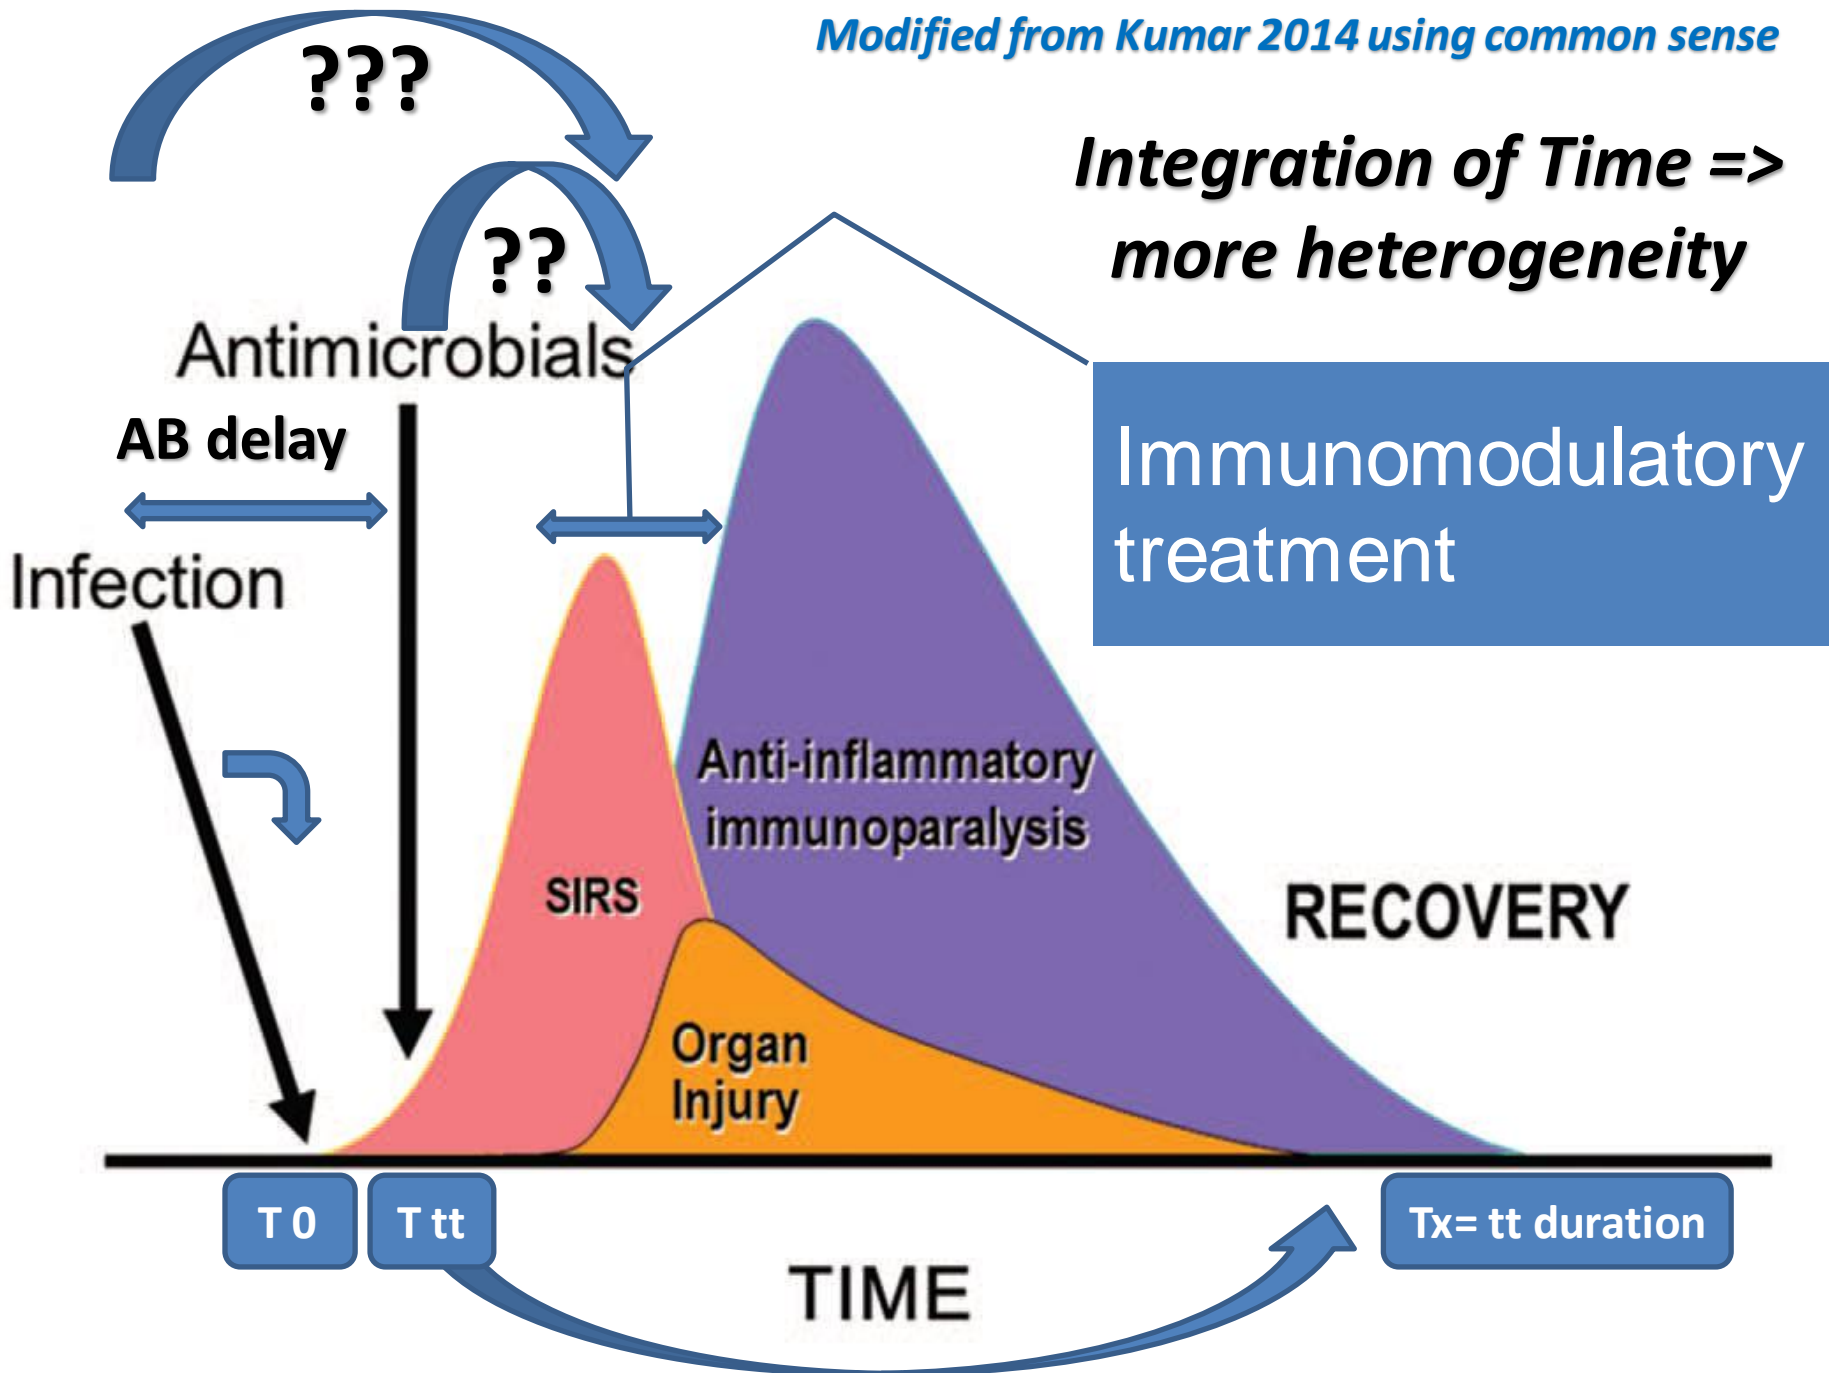 Modified from Kumar 2014 using common sense
???
Integration of Time =>
more heterogeneity
??
Antimicrobials
AB delay
Immunomodulatory
treatment
Infection
Anti-inflammatory
immunoparalysis
SIRS
RECOVERY
Organ
Injury
T 0
T tt
Tx= tt duration
TIME